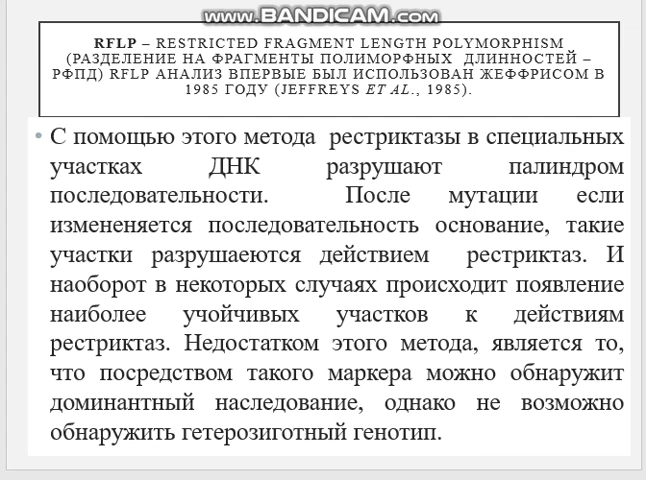 www.BANDICAM.com
RFLP – RESTRICTED FRAGMENT LENGTH POLYMORPHISM
(РАЗДЕЛЕНИЕ НА ФРАГМЕНТЫ ПОЛИМОРФНЫХ ДЛИННОСТЕЙ –
РФПД) RFLP АНАЛИЗ ВПЕРВЫЕ БЫЛ ИСПОЛЬЗОВАН ЖЕФФРИСОМ В
1985 ГОДУ (JEFFREYS ET AL., 1985).
• С помощью этого метода рестриктазы в специальных
участках ДНК разрушают палиндром
последовательности. После мутации если
измененяется последовательность основание, такие
участки разрушаеются действием рестриктаз. И
наоборот в некоторых случаях происходит появление
наиболее учойчивых участков к действиям
рестриктаз. Недостатком этого метода, является то,
что посредством такого маркера можно обнаружит
доминантный наследование, однако не возможно
обнаружить гетерозиготный генотип.